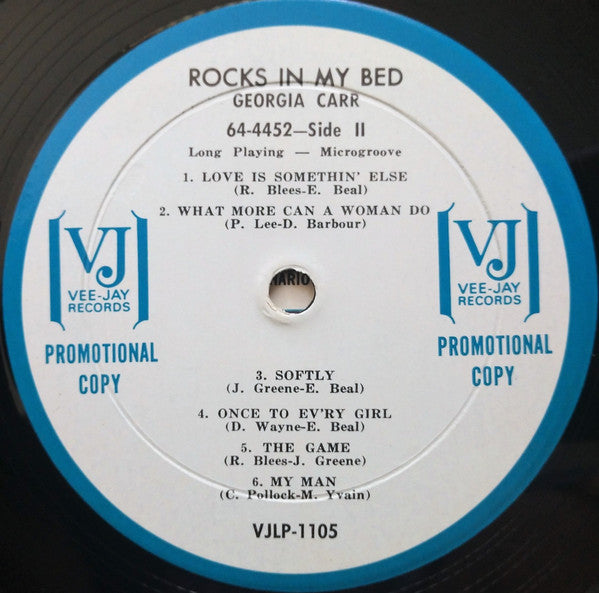 ROCKS IN MY BED
GEORGIA CARR
64-4452—Side II
Long Playing — Microgroove
1. LOVE IS SOMETHIN' ELSE
(R. Blees-E. Beal)
2. WHAT MORE CAN A WOMAN DO
(P. Lee-D. Barbour)
VJ
VEE-JAY
RECORDS
PROMOTIONAL
COPY
VJ
VEE-JAY
RECORDS
PROMOTIONAL
COPY
3. SOFTLY
(J. Greene-E. Beal)
4. ONCE TO EV'RY GIRL
(D. Wayne-E. Beal)
5. THE GAME
(R. Blees-J. Greene)
6. MY MAN
(C. Pollock-M. Yvain)
VJLP-1105